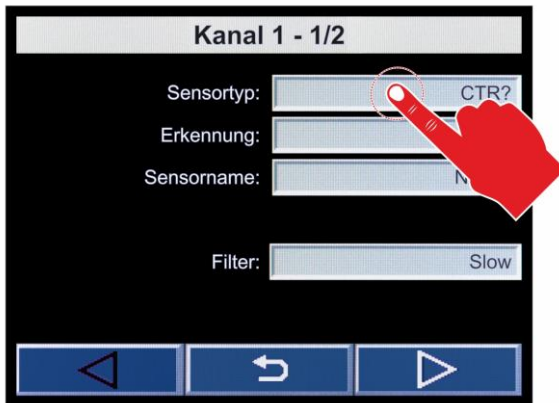 Kanal 1 - 1/2
Sensortyp: CTR?
Erkennung:
Sensorname:
Filter: Slow